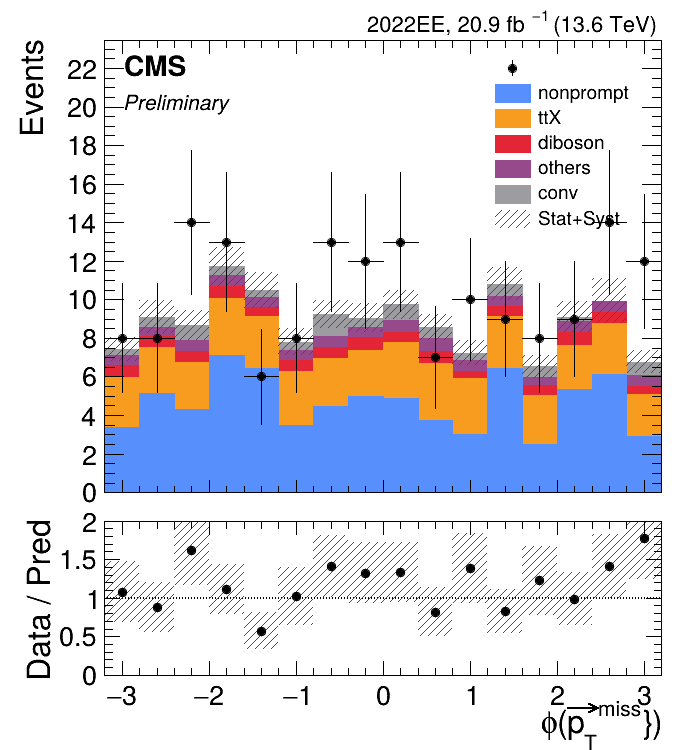 2022EE, 20.9 fb⁻¹ (13.6 TeV)
CMS
Preliminary
nonprompt
ttX
diboson
others
conv
Stat+Syst
Events
22
20
18
16
14
12
10
8
6
4
2
0
Data / Pred
2
1.5
1
0.5
0
−3 −2 −1 0 1 2 3
ϕ(p⃗_T^miss})